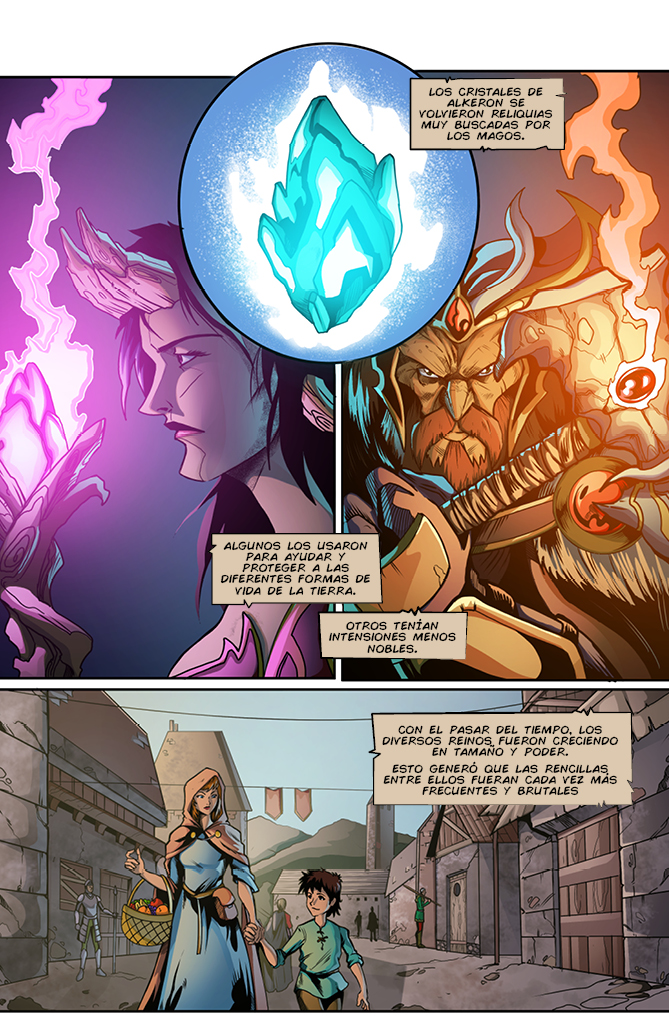 LOS CRISTALES DE
ALKERON SE
VOLVIERON RELIQUIAS
MUY BUSCADAS POR
LOS MAGOS.
ALGUNOS LOS USARON
PARA AYUDAR Y
PROTEGER A LAS
DIFERENTES FORMAS DE
VIDA DE LA TIERRA.
OTROS TENÍAN
INTENSIONES MENOS
NOBLES.
CON EL PASAR DEL TIEMPO, LOS
DIVERSOS REINOS FUERON CRECIENDO
EN TAMAÑO Y PODER.
ESTO GENERÓ QUE LAS RENCILLAS
ENTRE ELLOS FUERAN CADA VEZ MÁS
FRECUENTES Y BRUTALES